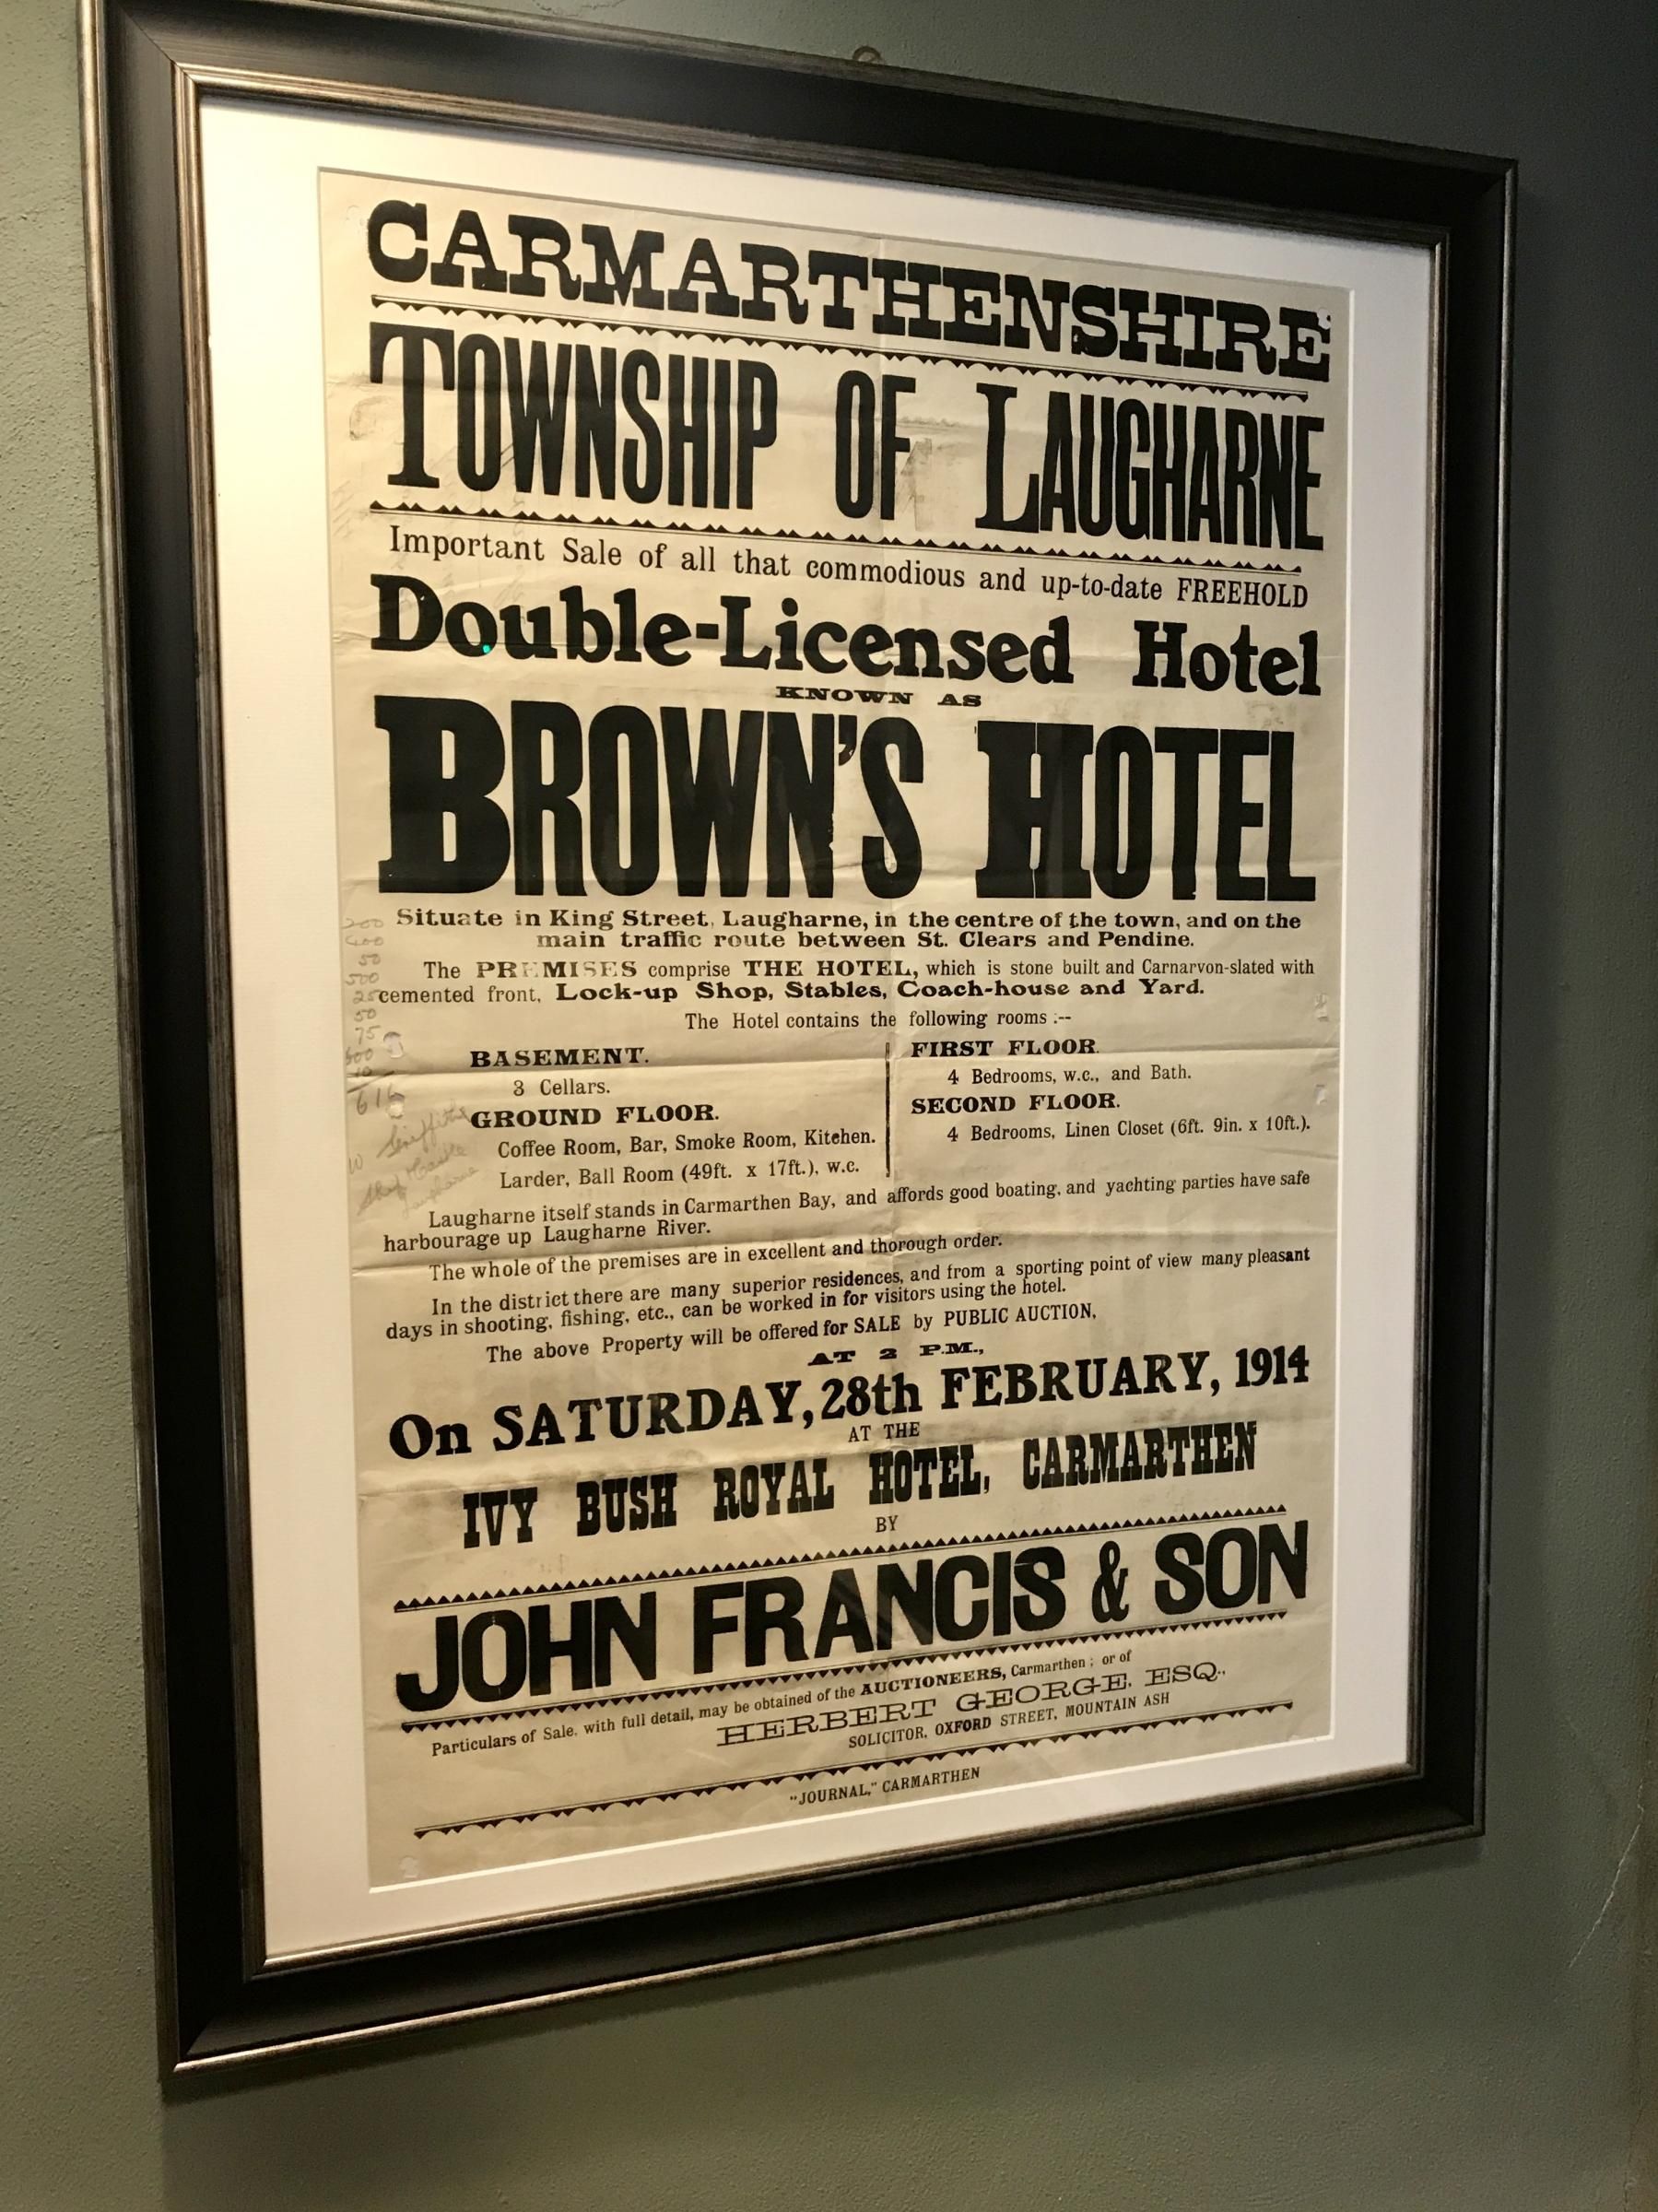 CARMARTHENSHIRE
TOWNSHIP OF LAUGHARNE
Important Sale of all that commodious and up-to-date FREEHOLD
Double-Licensed Hotel
KNOWN AS
BROWN'S HOTEL
Situate in King Street, Laugharne, in the centre of the town, and on the
main traffic route between St. Clears and Pendine.
The PREMISES comprise THE HOTEL, which is stone built and Carnarvon-slated with
cemented front, Lock-up Shop, Stables, Coach-house and Yard.
The Hotel contains the following rooms :--
BASEMENT.
3 Cellars.
GROUND FLOOR.
Coffee Room, Bar, Smoke Room, Kitchen.
Larder, Ball Room (49ft. x 17ft.), w.c.
FIRST FLOOR.
4 Bedrooms, w.c., and Bath.
SECOND FLOOR.
4 Bedrooms, Linen Closet (6ft. 9in. x 10ft.).
Laugharne itself stands in Carmarthen Bay, and affords good boating, and yachting parties have safe
harbourage up Laugharne River.
The whole of the premises are in excellent and thorough order.
In the district there are many superior residences, and from a sporting point of view many pleasant
days in shooting, fishing, etc., can be worked in for visitors using the hotel.
The above Property will be offered for SALE by PUBLIC AUCTION,
AT 2 P.M.,
On SATURDAY, 28th FEBRUARY, 1914
AT THE
IVY BUSH ROYAL HOTEL, CARMARTHEN
BY
JOHN FRANCIS & SON
Particulars of Sale, with full detail, may be obtained of the AUCTIONEERS, Carmarthen ; or of
HERBERT GEORGE, ESQ.,
SOLICITOR, OXFORD STREET, MOUNTAIN ASH
"JOURNAL," CARMARTHEN
50
500
50
75